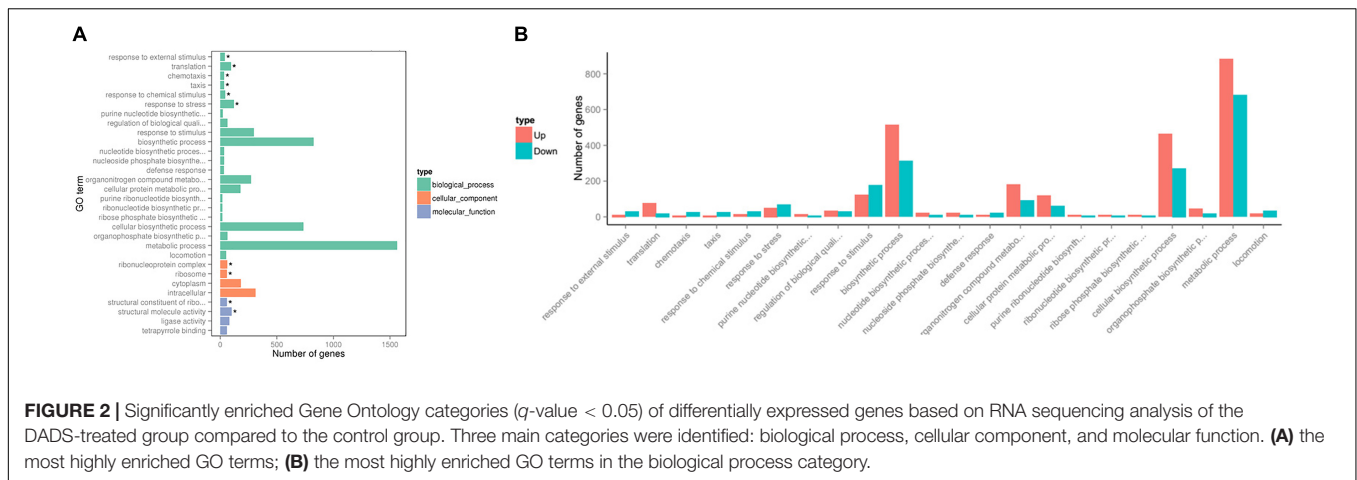 A
GO term
response to external stimulus *
translation *
chemotaxis *
taxis *
response to chemical stimulus *
response to stress *
purine nucleotide biosynthetic...
regulation of biological quali...
response to stimulus
biosynthetic process
nucleotide biosynthetic proces...
nucleoside phosphate biosynthe...
defense response
organonitrogen compound metabo...
cellular protein metabolic pro...
purine ribonucleotide biosynth...
ribonucleotide biosynthetic pr...
ribose phosphate biosynthetic ...
cellular biosynthetic process
organophosphate biosynthetic p...
metabolic process
locomotion
ribonucleoprotein complex *
ribosome *
cytoplasm
intracellular
structural constituent of ribo... *
structural molecule activity *
ligase activity
tetrapyrrole binding
0 500 1000 1500
Number of genes
type
biological_process
cellular_component
molecular_function
B
type
Up
Down
Number of genes
800
600
400
200
0
response to external stimulus
translation
chemotaxis
taxis
response to chemical stimulus
response to stress
purine nucleotide biosynthetic...
regulation of biological quali...
response to stimulus
biosynthetic process
nucleotide biosynthetic proces...
nucleoside phosphate biosynthe...
defense response
rganonitrogen compound metabo...
cellular protein metabolic pro...
purine ribonucleotide biosynth...
ribonucleotide biosynthetic pr...
ribose phosphate biosynthetic ...
cellular biosynthetic process
organophosphate biosynthetic p...
metabolic process
locomotion
FIGURE 2 | Significantly enriched Gene Ontology categories (q-value < 0.05) of differentially expressed genes based on RNA sequencing analysis of the
DADS-treated group compared to the control group. Three main categories were identified: biological process, cellular component, and molecular function. (A) the
most highly enriched GO terms; (B) the most highly enriched GO terms in the biological process category.